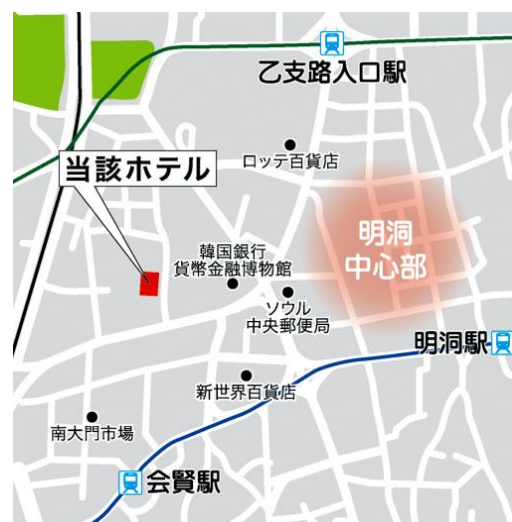 乙支路入口駅
ロッテ百貨店
当該ホテル
明洞
中心部
韓国銀行
貨幣金融博物館
ソウル
中央郵便局
明洞駅
新世界百貨店
南大門市場
会賢駅